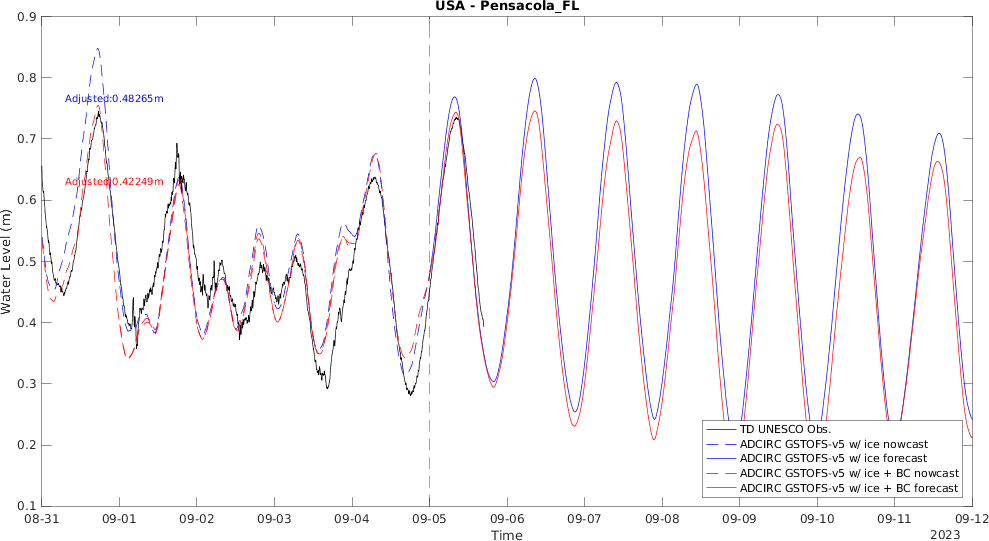 USA - Pensacola_FL
0.9
0.8
Adjusted:0.48265m
0.7
Adjusted:0.42249m
0.6
0.5
0.4
0.3
0.2
0.1
Water Level (m)
TD UNESCO Obs.
ADCIRC GSTOFS-v5 w/ ice nowcast
ADCIRC GSTOFS-v5 w/ ice forecast
ADCIRC GSTOFS-v5 w/ ice + BC nowcast
ADCIRC GSTOFS-v5 w/ ice + BC forecast
08-31 09-01 09-02 09-03 09-04 09-05 09-06 09-07 09-08 09-09 09-10 09-11 09-12
Time
2023